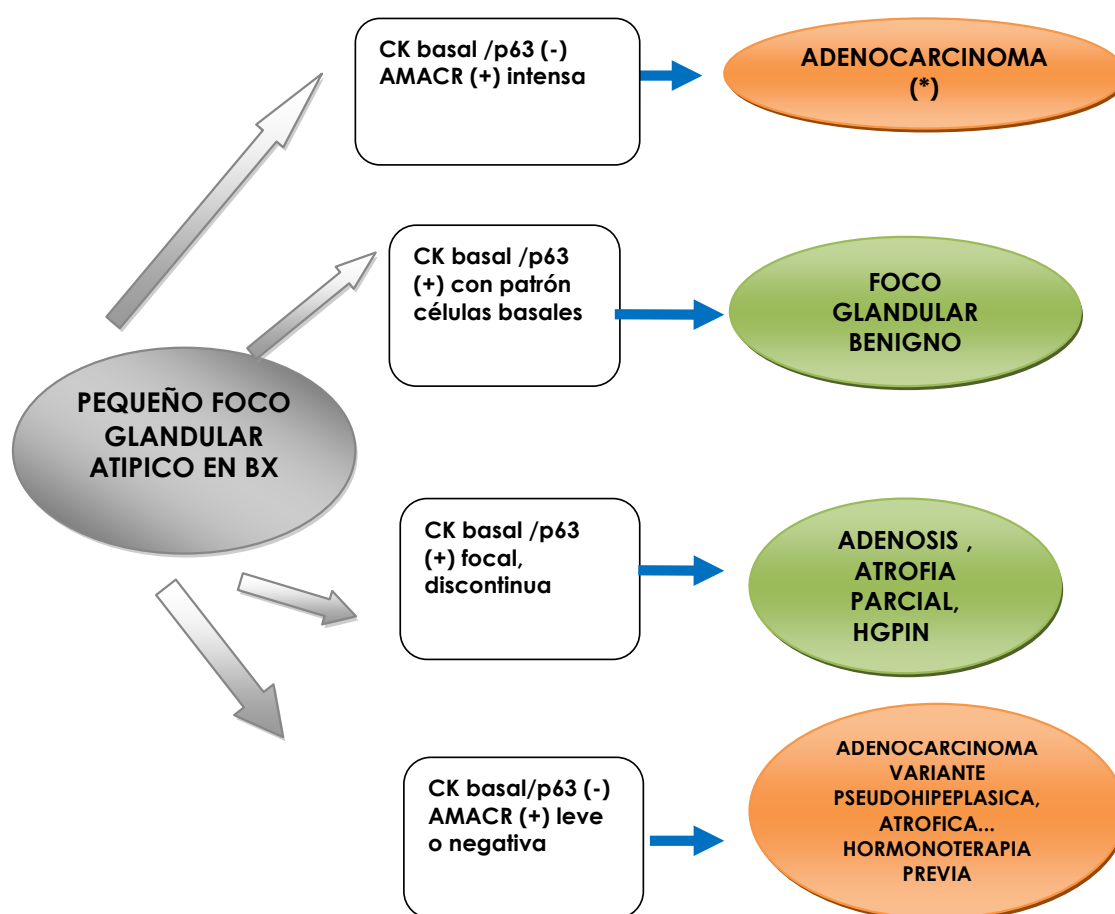 CK basal /p63 (-)
AMACR (+) intensa
ADENOCARCINOMA
(*)
CK basal /p63
(+) con patrón
células basales
FOCO
GLANDULAR
BENIGNO
PEQUEÑO FOCO
GLANDULAR
ATIPICO EN BX
CK basal /p63
(+) focal,
discontinua
ADENOSIS ,
ATROFIA
PARCIAL,
HGPIN
CK basal/p63 (-)
AMACR (+) leve
o negativa
ADENOCARCINOMA
VARIANTE
PSEUDOHIPEPLASICA,
ATROFICA...
HORMONOTERAPIA
PREVIA